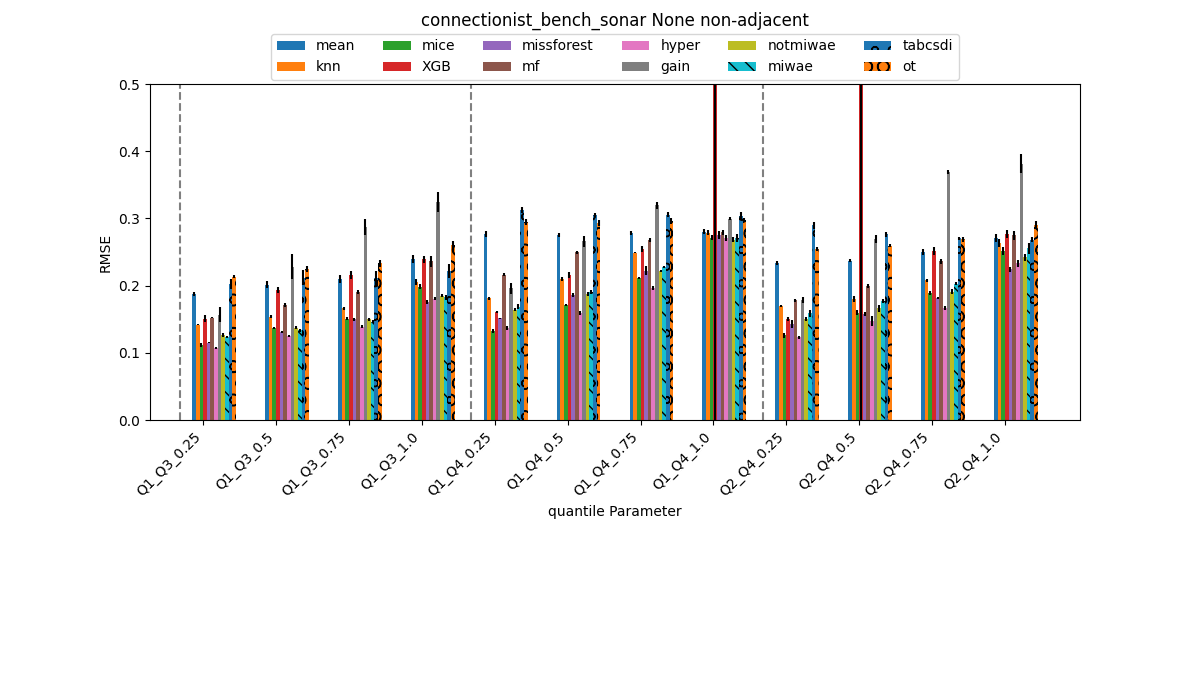 connectionist_bench_sonar None non-adjacent
mean mice missforest hyper notmiwae tabcsdi
knn XGB mf gain miwae ot
0.5
0.4
0.3
0.2
0.1
0.0
RMSE
Q1_Q3_0.25 Q1_Q3_0.5 Q1_Q3_0.75 Q1_Q3_1.0 Q1_Q4_0.25 Q1_Q4_0.5 Q1_Q4_0.75 Q1_Q4_1.0 Q2_Q4_0.25 Q2_Q4_0.5 Q2_Q4_0.75 Q2_Q4_1.0
quantile Parameter